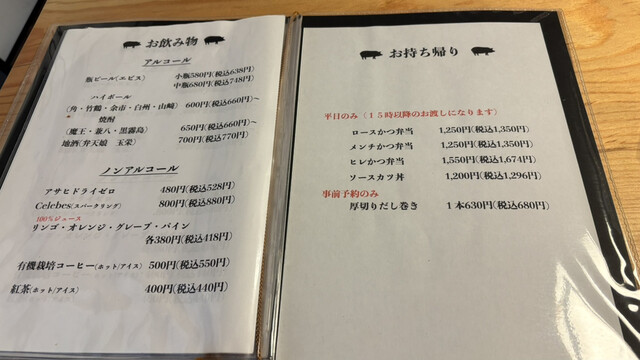 お飲み物
アルコール
瓶ビール(エビス) 小瓶580円(税込638円)
中瓶680円(税込748円)
ハイボール
(角・竹鶴・余市・白州・山崎) 600円(税込660円)~
焼酎
(魔王・兼八・黒霧島) 650円(税込660円)~
地酒(弁天娘 玉栄) 700円(税込770円)
ノンアルコール
アサヒドライゼロ 480円(税込528円)
Celebes(スパークリング) 800円(税込880円)
100%ジュース
リンゴ・オレンジ・グレープ・パイン
各380円(税込418円)
有機栽培コーヒー(ホット/アイス) 500円(税込550円)
紅茶(ホット/アイス) 400円(税込440円)
お持ち帰り
平日のみ(15時以降のお渡しになります)
ロースかつ弁当 1,250円(税込1,350円)
メンチかつ弁当 1,250円(税込1,350円)
ヒレかつ弁当 1,550円(税込1,674円)
ソースカツ丼 1,200円(税込1,296円)
事前予約のみ
厚切りだし巻き 1本630円(税込680円)